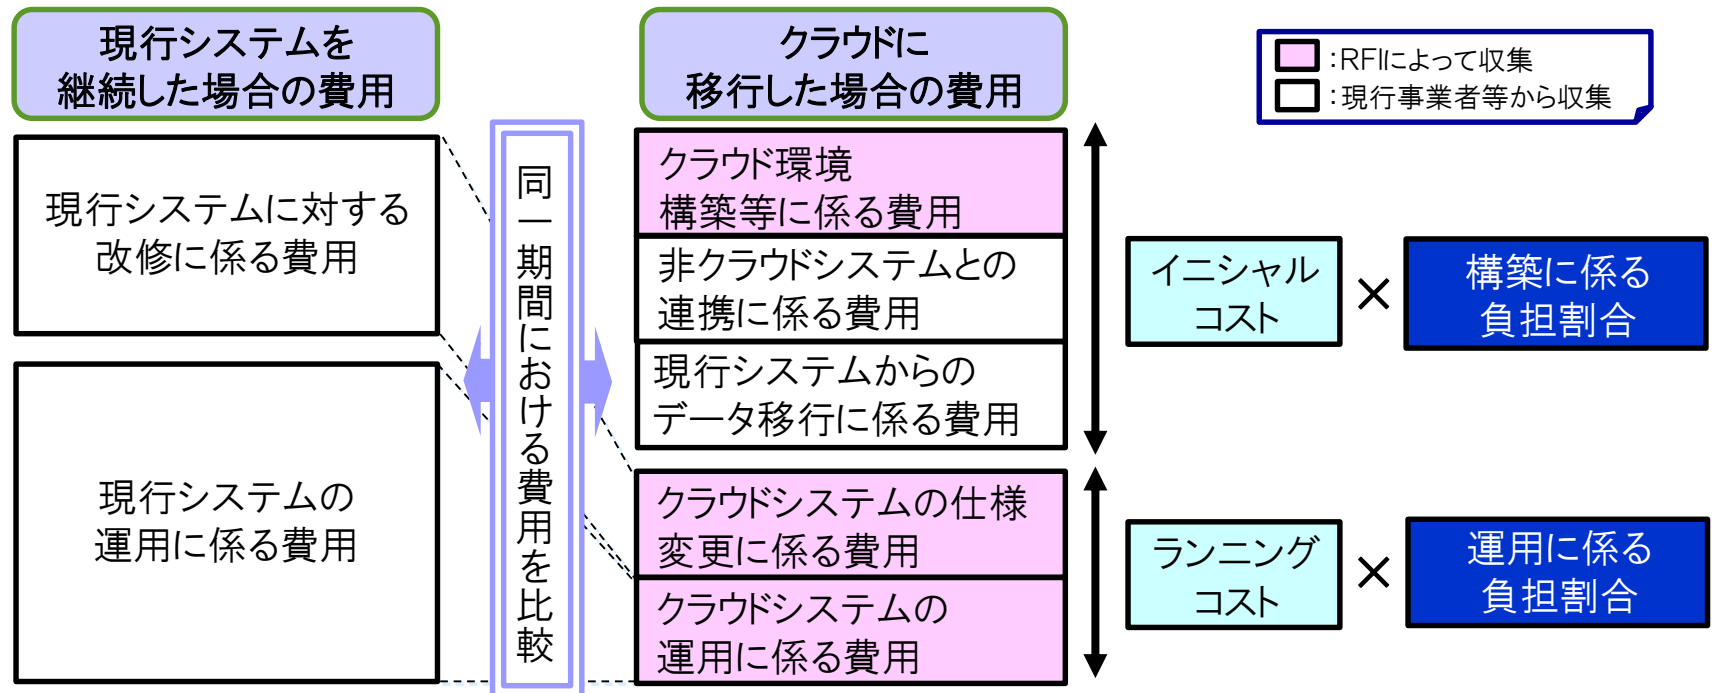 現行システムを
継続した場合の費用
クラウドに
移行した場合の費用
:RFIによって収集
:現行事業者等から収集
現行システムに対する
改修に係る費用
現行システムの
運用に係る費用
同一期間における費用を比較
クラウド環境
構築等に係る費用
非クラウドシステムとの
連携に係る費用
現行システムからの
データ移行に係る費用
クラウドシステムの仕様
変更に係る費用
クラウドシステムの
運用に係る費用
イニシャル
コスト
×
構築に係る
負担割合
ランニング
コスト
×
運用に係る
負担割合